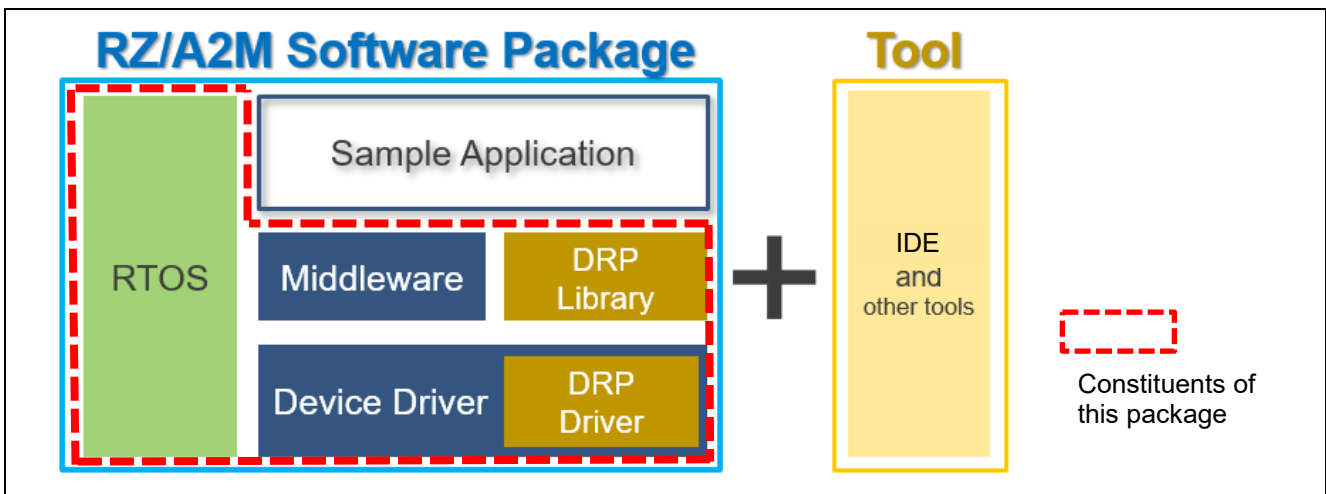 RZ/A2M Software Package
Tool
RTOS
Sample Application
Middleware
DRP
Library
Device Driver
DRP
Driver
IDE
and
other tools
Constituents of
this package